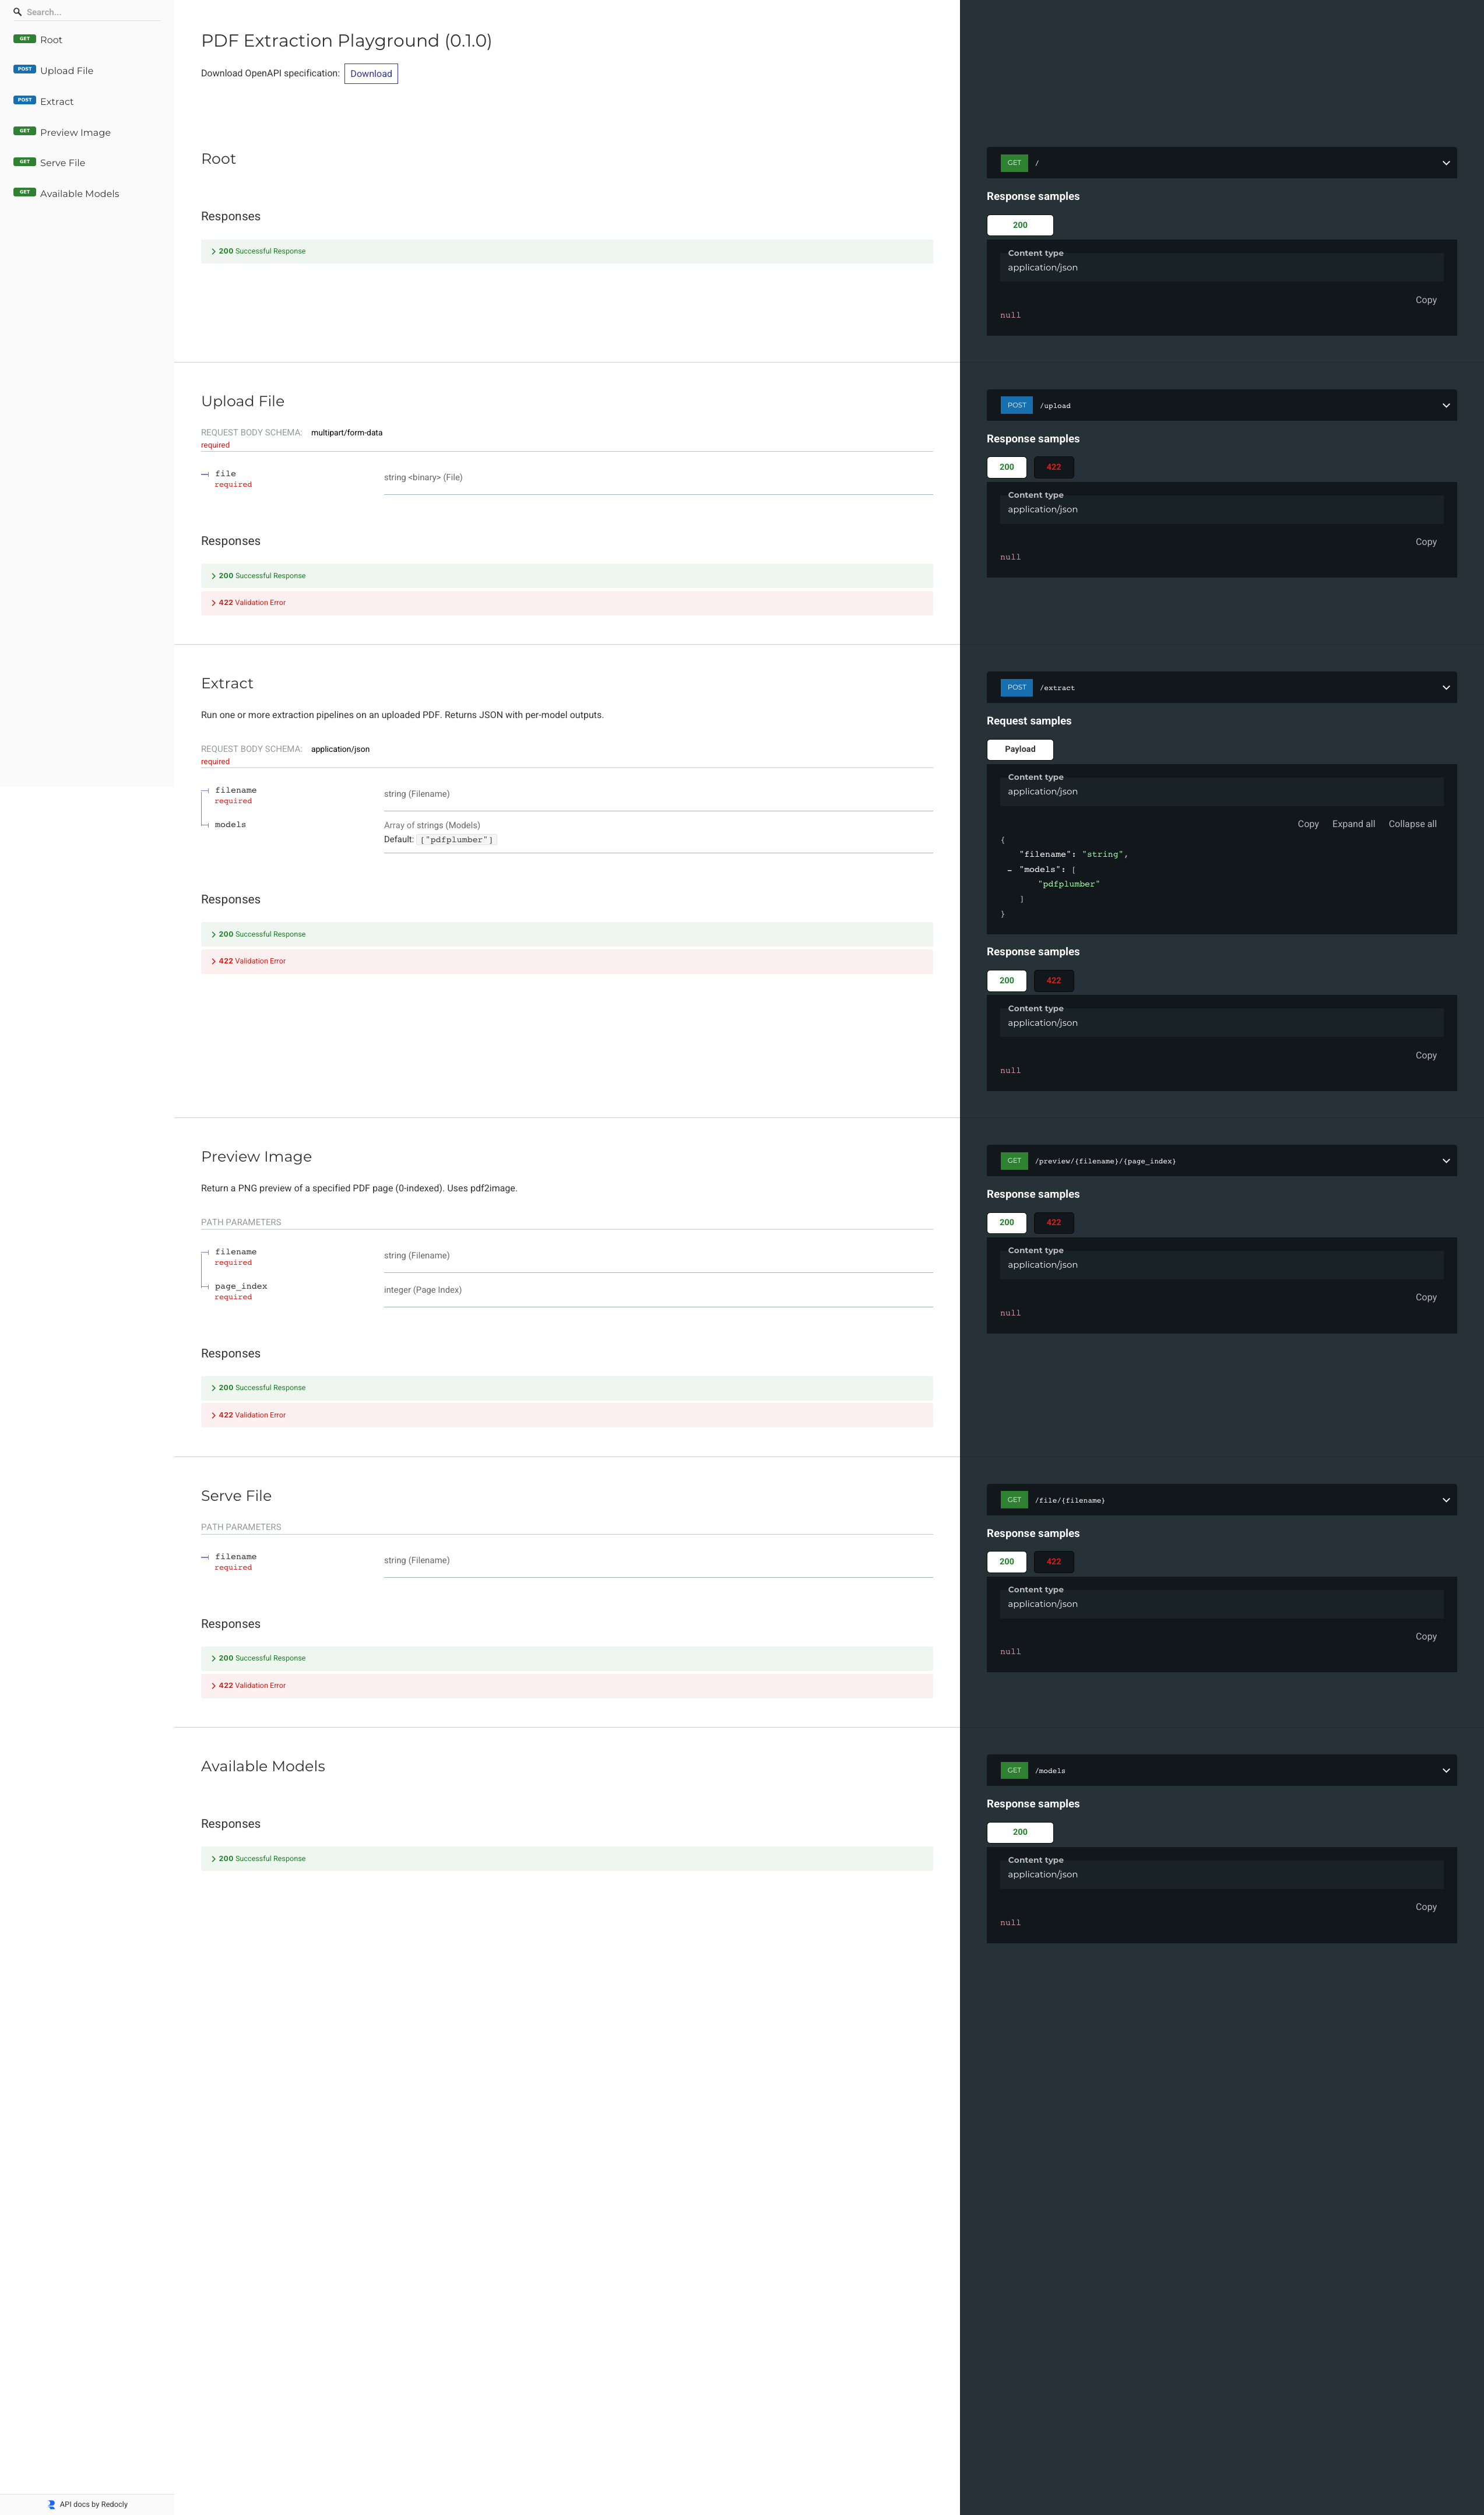 Search...
GET Root
POST Upload File
POST Extract
GET Preview Image
GET Serve File
GET Available Models
API docs by Redocly
PDF Extraction Playground (0.1.0)
Download OpenAPI specification: Download
Root
Responses
200 Successful Response
GET /
Response samples
200
Content type
application/json
Copy
null
Upload File
REQUEST BODY SCHEMA: multipart/form-data
required
file
required
string <binary> (File)
Responses
200 Successful Response
422 Validation Error
POST /upload
Response samples
200 422
Content type
application/json
Copy
null
Extract
Run one or more extraction pipelines on an uploaded PDF. Returns JSON with per-model outputs.
REQUEST BODY SCHEMA: application/json
required
filename
required
string (Filename)
models
Array of strings (Models)
Default: ["pdfplumber"]
Responses
200 Successful Response
422 Validation Error
POST /extract
Request samples
Payload
Content type
application/json
Copy Expand all Collapse all
{
"filename": "string",
- "models": [
"pdfplumber"
]
}
Response samples
200 422
Content type
application/json
Copy
null
Preview Image
Return a PNG preview of a specified PDF page (0-indexed). Uses pdf2image.
PATH PARAMETERS
filename
required
string (Filename)
page_index
required
integer (Page Index)
Responses
200 Successful Response
422 Validation Error
GET /preview/{filename}/{page_index}
Response samples
200 422
Content type
application/json
Copy
null
Serve File
PATH PARAMETERS
filename
required
string (Filename)
Responses
200 Successful Response
422 Validation Error
GET /file/{filename}
Response samples
200 422
Content type
application/json
Copy
null
Available Models
Responses
200 Successful Response
GET /models
Response samples
200
Content type
application/json
Copy
null